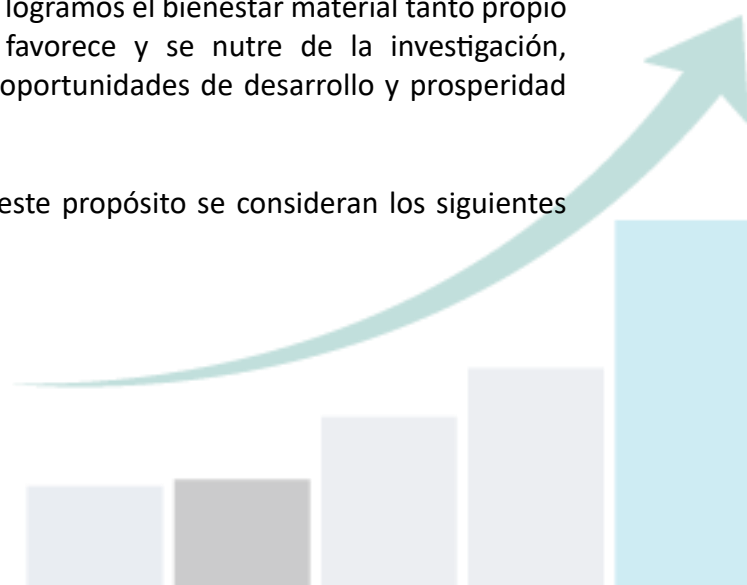 logramos el bienestar material tanto propio
favorece y se nutre de la investigación,
oportunidades de desarrollo y prosperidad
este propósito se consideran los siguientes